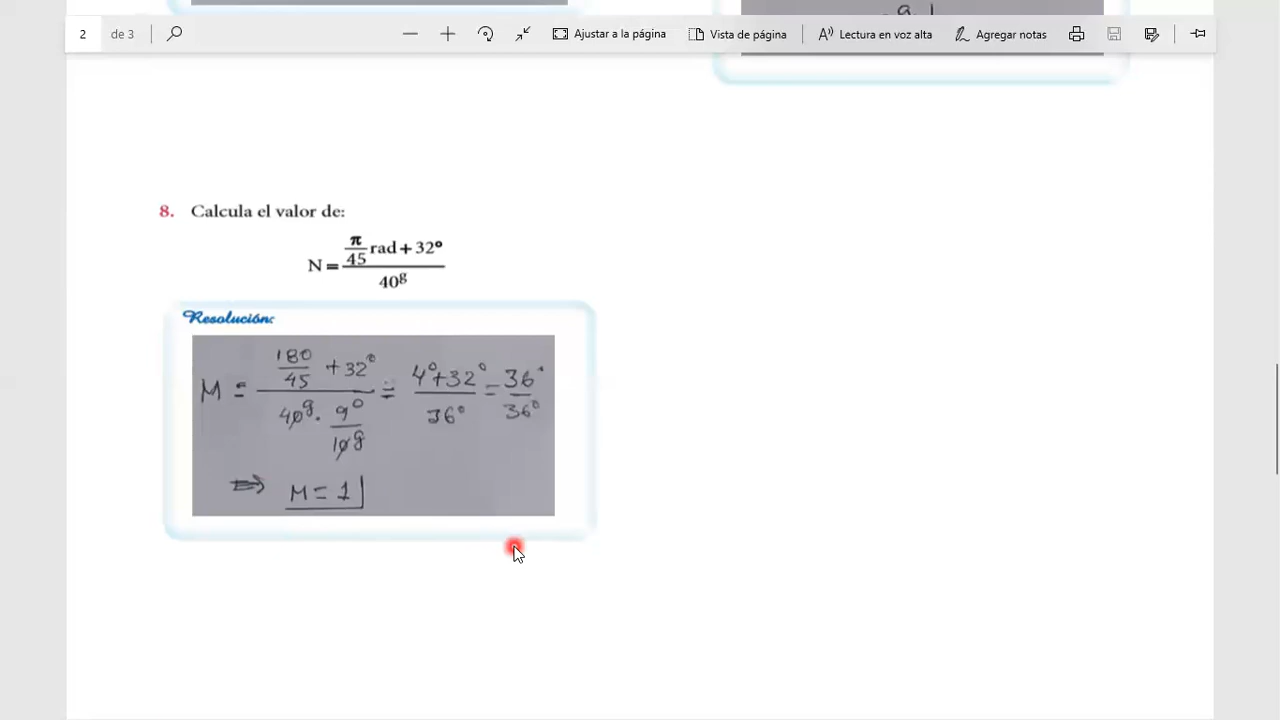 2 de 3 Ajustar a la página Vista de página Lectura en voz alta Agregar notas
8. Calcula el valor de:
N = (π/45 rad + 32°) / 40^g
Resolución:
M = (180/45 + 32°) / (40^g · 9°/10^g) = (4° + 32°) / 36° = 36° / 36°
⇒ M = 1